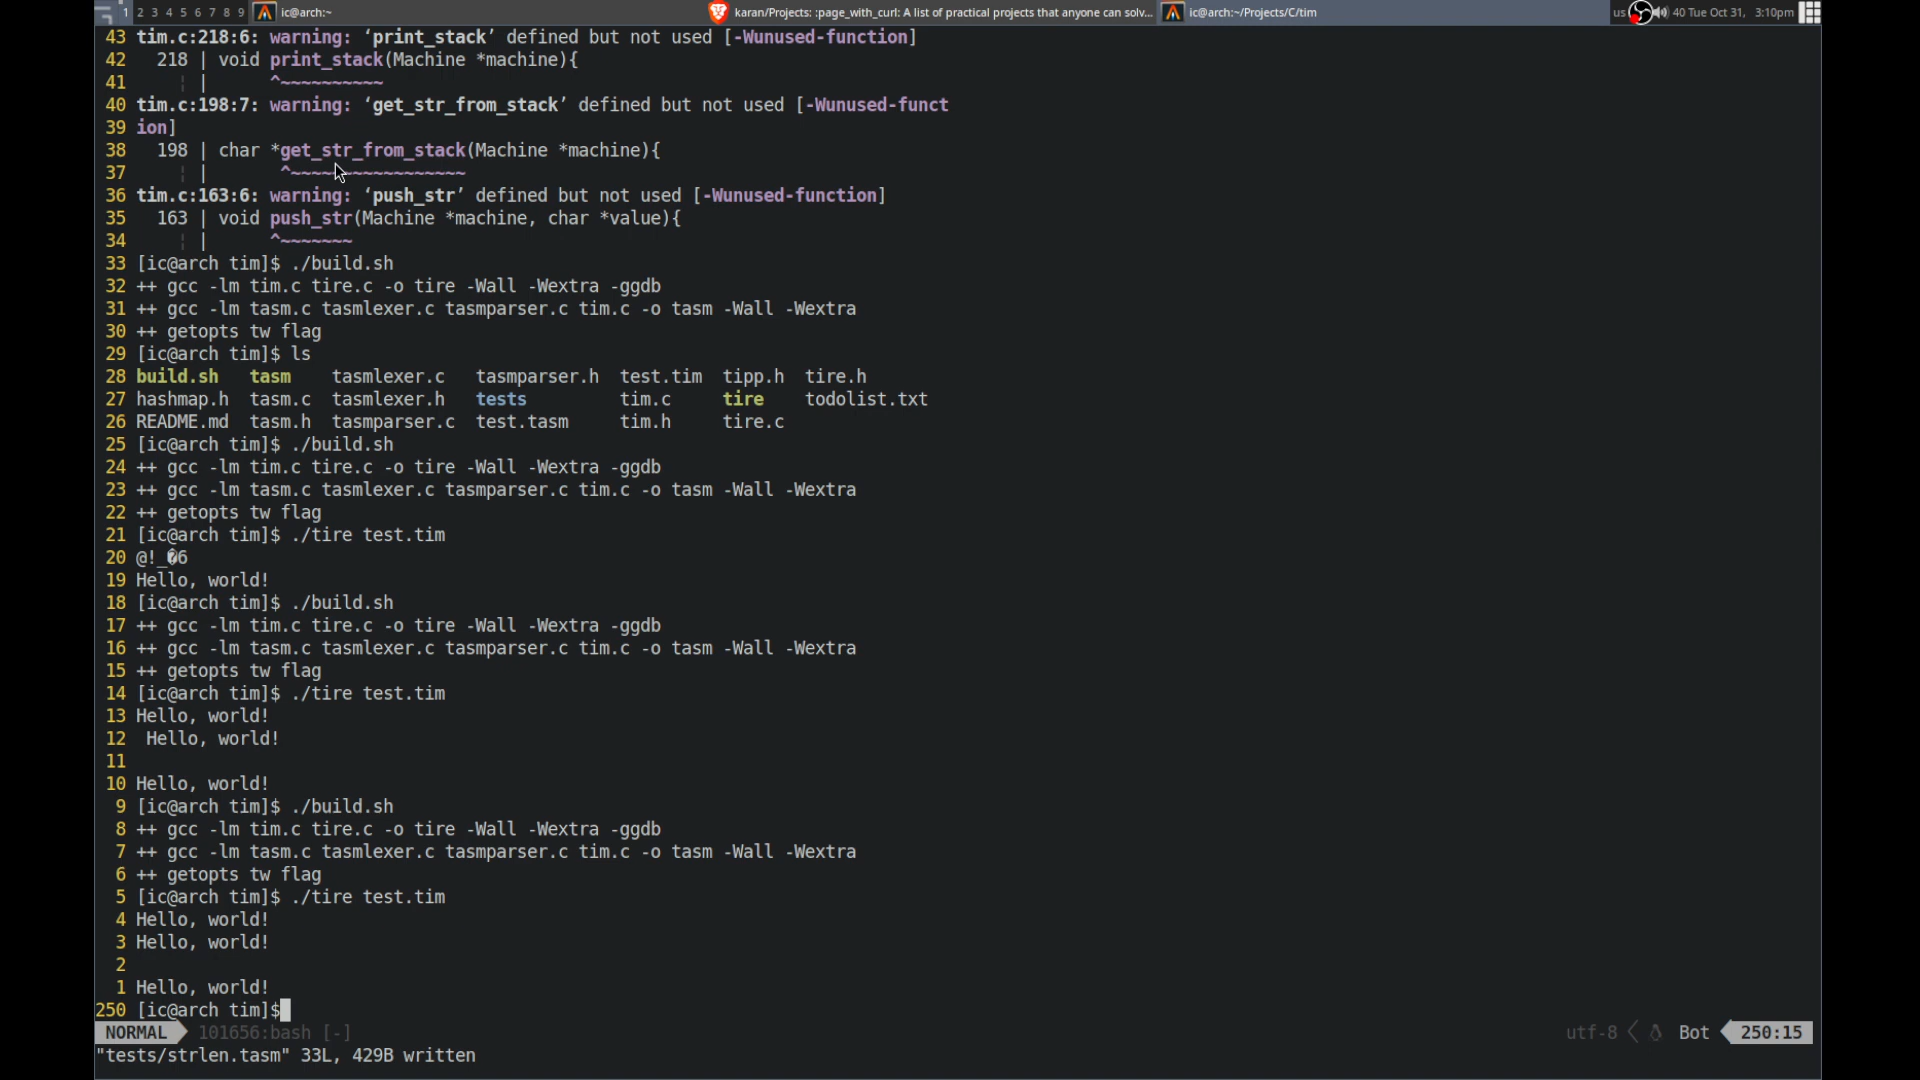 1 2 3 4 5 6 7 8 9 ic@arch:~ karan/Projects: :page_with_curl: A list of practical projects that anyone can solv... ic@arch:~/Projects/C/tim us 40 Tue Oct 31, 3:10pm
43 tim.c:218:6: warning: ‘print_stack’ defined but not used [-Wunused-function]
42 218 | void print_stack(Machine *machine){
41 ¦ | ^~~~~~~~~~~
40 tim.c:198:7: warning: ‘get_str_from_stack’ defined but not used [-Wunused-funct
39 ion]
38 198 | char *get_str_from_stack(Machine *machine){
37 ¦ | ^~~~~~~~~~~~~~~~~~
36 tim.c:163:6: warning: ‘push_str’ defined but not used [-Wunused-function]
35 163 | void push_str(Machine *machine, char *value){
34 ¦ | ^~~~~~~~
33 [ic@arch tim]$ ./build.sh
32 ++ gcc -lm tim.c tire.c -o tire -Wall -Wextra -ggdb
31 ++ gcc -lm tasm.c tasmlexer.c tasmparser.c tim.c -o tasm -Wall -Wextra
30 ++ getopts tw flag
29 [ic@arch tim]$ ls
28 build.sh tasm tasmlexer.c tasmparser.h test.tim tipp.h tire.h
27 hashmap.h tasm.c tasmlexer.h tests tim.c tire todolist.txt
26 README.md tasm.h tasmparser.c test.tasm tim.h tire.c
25 [ic@arch tim]$ ./build.sh
24 ++ gcc -lm tim.c tire.c -o tire -Wall -Wextra -ggdb
23 ++ gcc -lm tasm.c tasmlexer.c tasmparser.c tim.c -o tasm -Wall -Wextra
22 ++ getopts tw flag
21 [ic@arch tim]$ ./tire test.tim
20 @!_�6
19 Hello, world!
18 [ic@arch tim]$ ./build.sh
17 ++ gcc -lm tim.c tire.c -o tire -Wall -Wextra -ggdb
16 ++ gcc -lm tasm.c tasmlexer.c tasmparser.c tim.c -o tasm -Wall -Wextra
15 ++ getopts tw flag
14 [ic@arch tim]$ ./tire test.tim
13 Hello, world!
12 Hello, world!
11
10 Hello, world!
9 [ic@arch tim]$ ./build.sh
8 ++ gcc -lm tim.c tire.c -o tire -Wall -Wextra -ggdb
7 ++ gcc -lm tasm.c tasmlexer.c tasmparser.c tim.c -o tasm -Wall -Wextra
6 ++ getopts tw flag
5 [ic@arch tim]$ ./tire test.tim
4 Hello, world!
3 Hello, world!
2
1 Hello, world!
250 [ic@arch tim]$
NORMAL 101656:bash [-] utf-8 Bot 250:15
"tests/strlen.tasm" 33L, 429B written